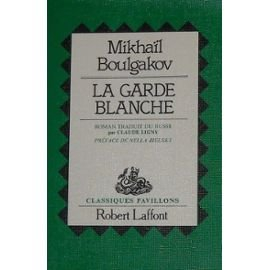 Mikhaïl
Boulgakov
LA GARDE
BLANCHE
ROMAN TRADUIT DU RUSSE
par CLAUDE LIGNY
PRÉFACE DE NELLA BIELSKI
CLASSIQUES PAVILLONS
Robert Laffont